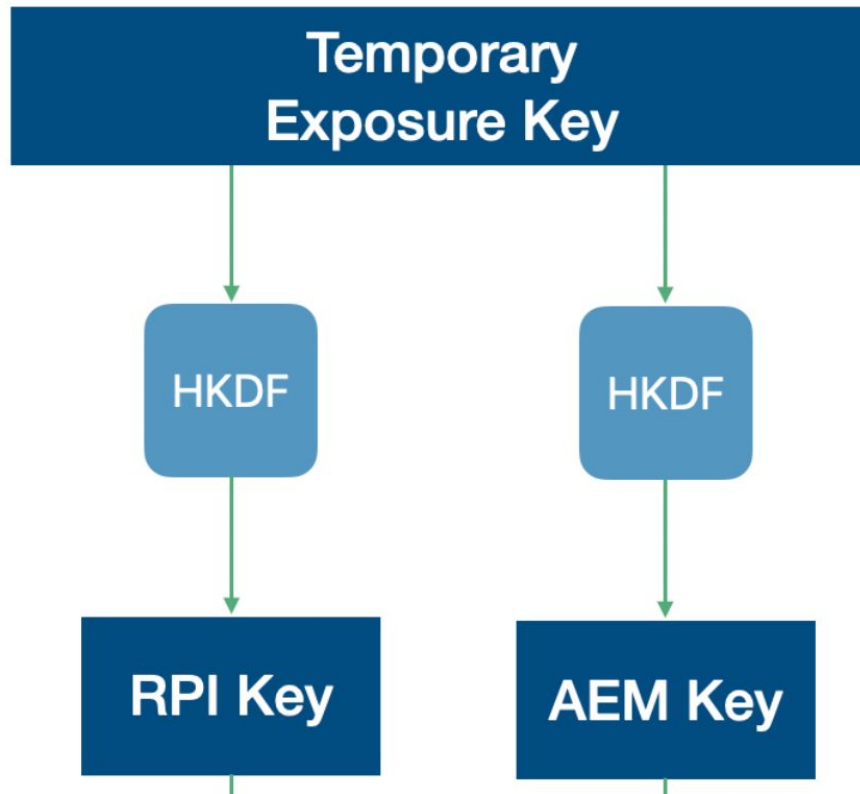 Temporary
Exposure Key
HKDF
HKDF
RPI Key
AEM Key